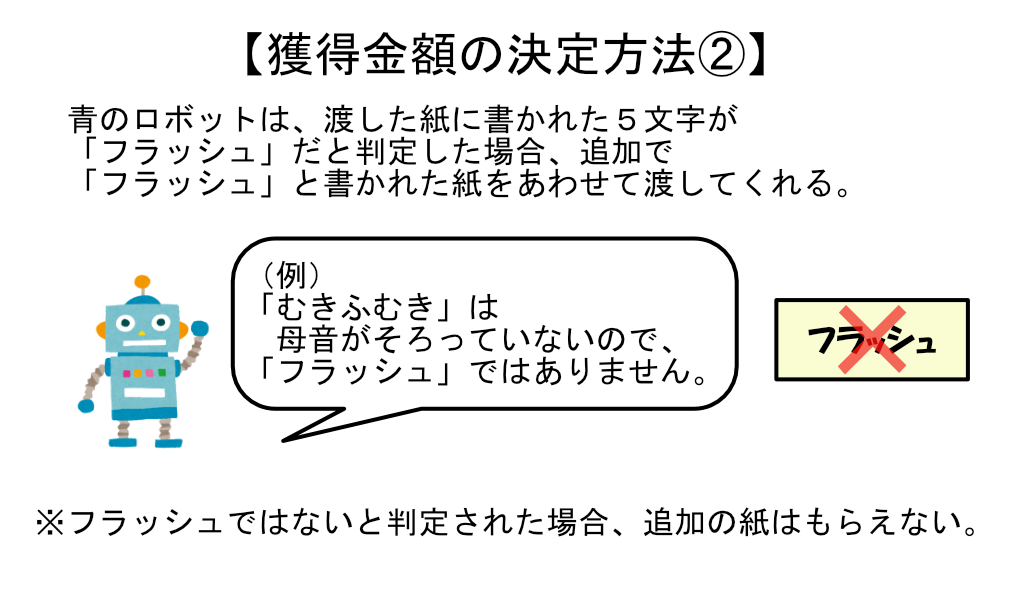 【獲得金額の決定方法②】
青のロボットは、渡した紙に書かれた５文字が
「フラッシュ」だと判定した場合、追加で
「フラッシュ」と書かれた紙をあわせて渡してくれる。
（例）
「むきふむき」は
母音がそろっていないので、
「フラッシュ」ではありません。
フラッシュ
※フラッシュではないと判定された場合、追加の紙はもらえない。